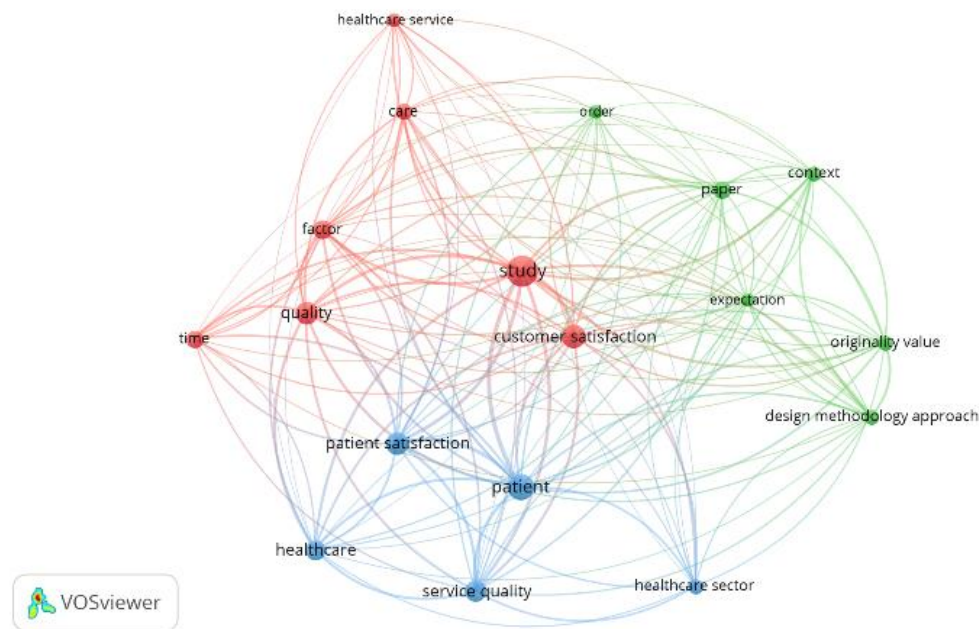 healthcare service
care
order
context
paper
factor
study
expectation
quality
customer satisfaction
time
originality value
design methodology approach
patient satisfaction
patient
healthcare
service quality
healthcare sector
VOSviewer